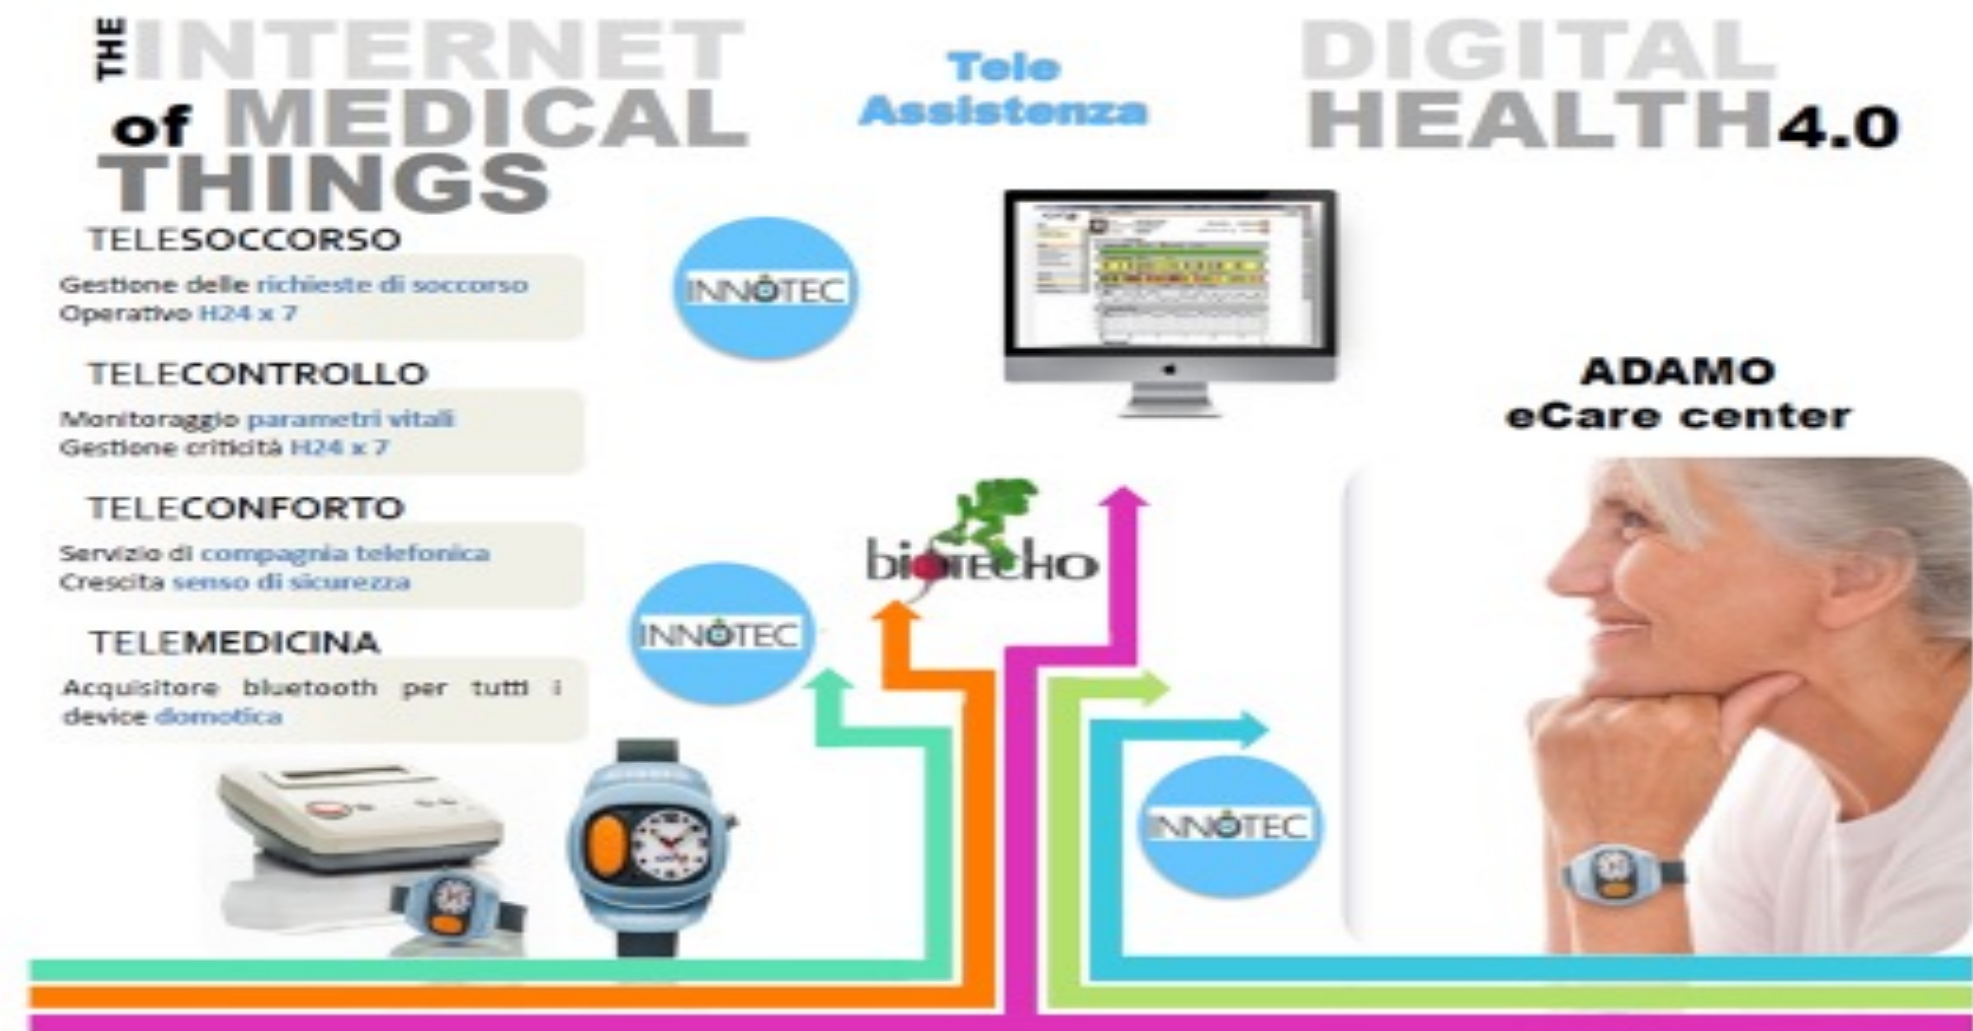 THE INTERNET
of MEDICAL
THINGS
Tele
Assistenza
DIGITAL
HEALTH4.0
TELESOCCORSO
Gestione delle richieste di soccorso
Operativo H24 x 7
TELECONTROLLO
Monitoraggio parametri vitali
Gestione criticità H24 x 7
TELECONFORTO
Servizio di compagnia telefonica
Crescita senso di sicurezza
TELEMEDICINA
Acquisitore bluetooth per tutti i
device domotica
INNOTEC
ADAMO
eCare center
bioTECHO
INNOTEC
INNOTEC